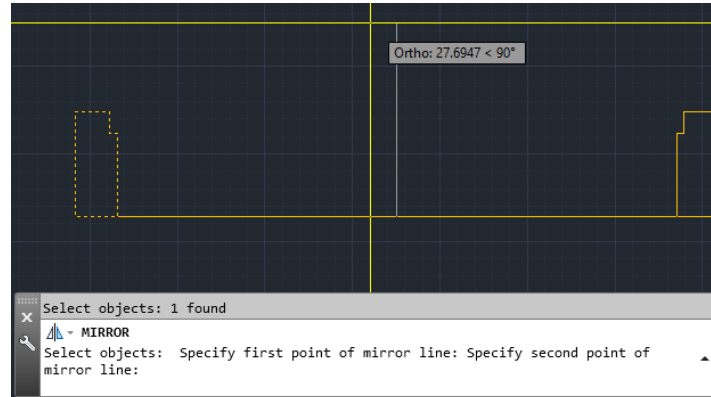 Ortho: 27.6947 < 90°
Select objects: 1 found
MIRROR
Select objects:  Specify first point of mirror line: Specify second point of
mirror line: